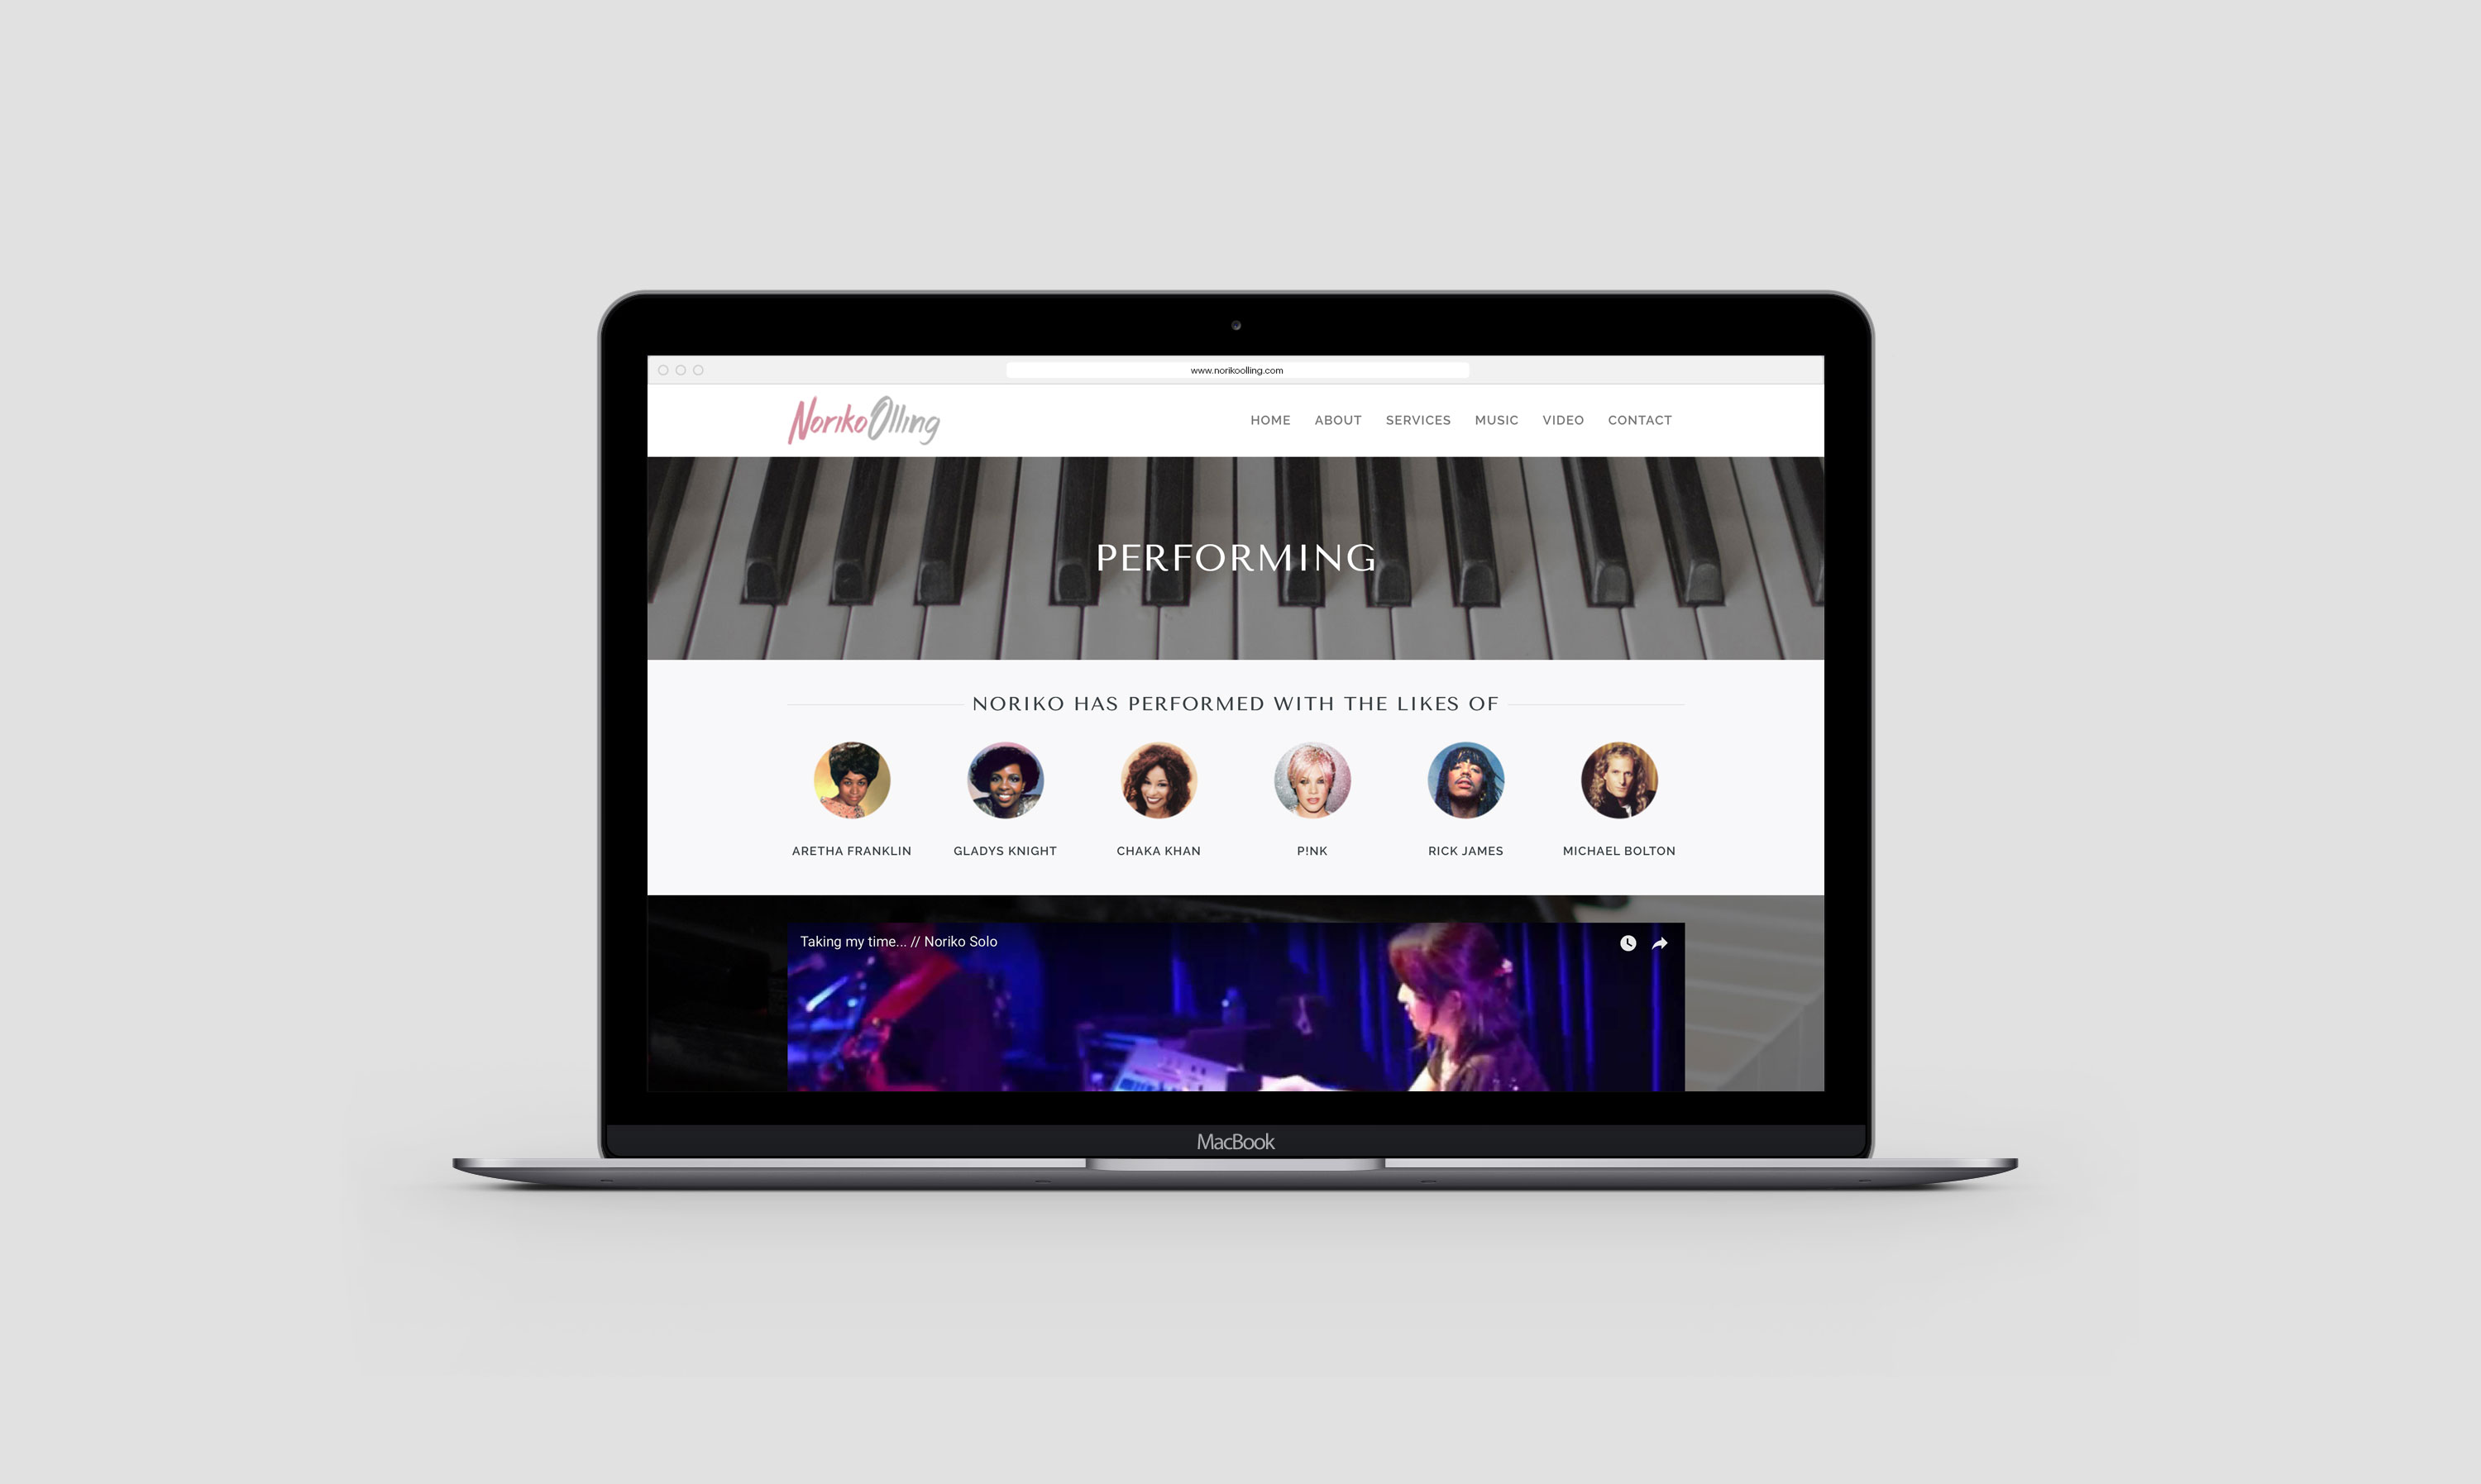 www.norikoolling.com
NorikoOlling
HOME ABOUT SERVICES MUSIC VIDEO CONTACT
PERFORMING
NORIKO HAS PERFORMED WITH THE LIKES OF
ARETHA FRANKLIN GLADYS KNIGHT CHAKA KHAN P!NK RICK JAMES MICHAEL BOLTON
Taking my time... // Noriko Solo
MacBook